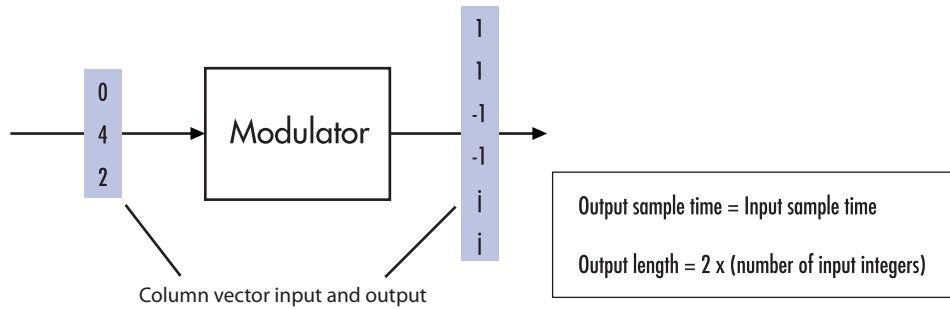 0
4
2
Modulator
1
1
-1
-1
i
i
Output sample time = Input sample time
Output length = 2 x (number of input integers)
Column vector input and output